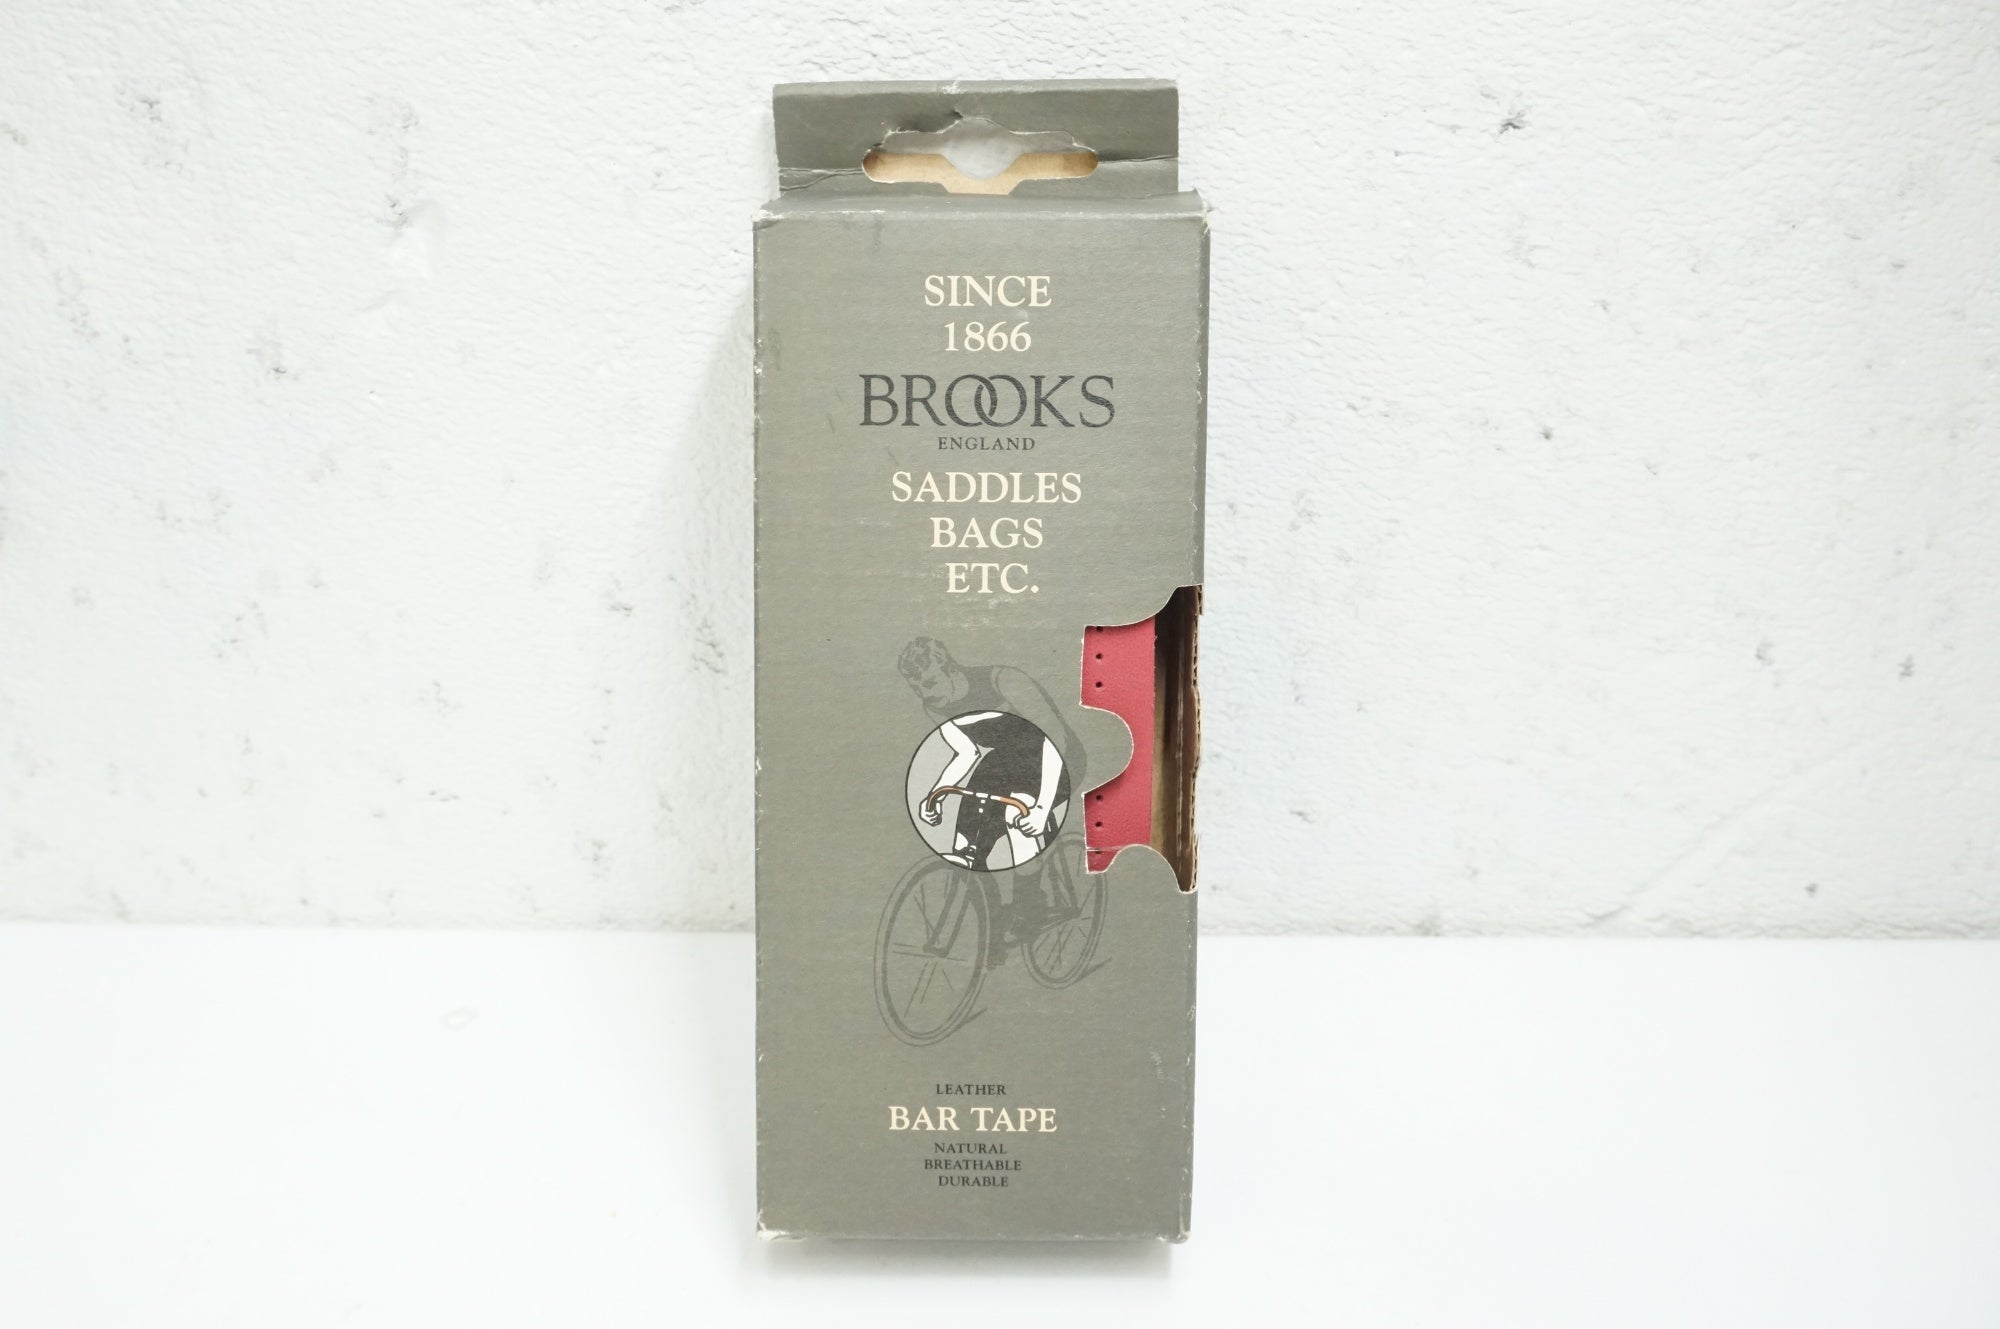 SINCE
1866
BROOKS
ENGLAND
SADDLES
BAGS
ETC.
LEATHER
BAR TAPE
NATURAL
BREATHABLE
DURABLE